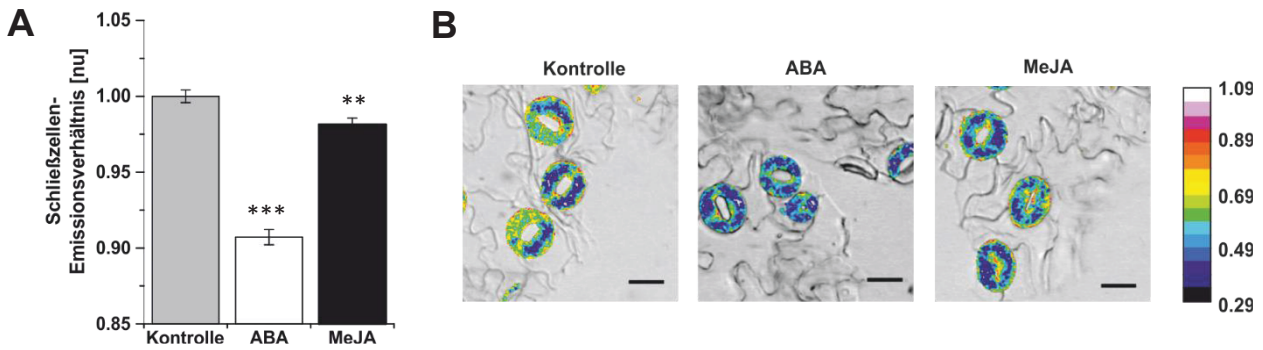 A
Schließzellen-
Emissionsverhältnis [nu]
1.05
1.00
0.95
0.90
0.85
***
**
Kontrolle ABA MeJA
B
Kontrolle ABA MeJA
1.09
0.89
0.69
0.49
0.29